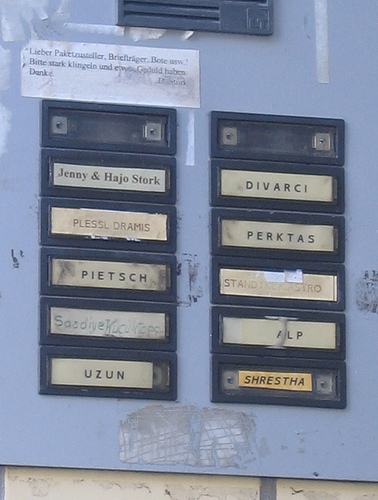 Lieber Paketzusteller, Briefträger, Bote usw.
Bitte stark klingeln und etwas Geduld haben.
Danke.
Jenny & Hajo Stork
PLESSL DRAMIS
PIETSCH
UZUN
DIVARCI
PERKTAS
ALP
SHRESTHA